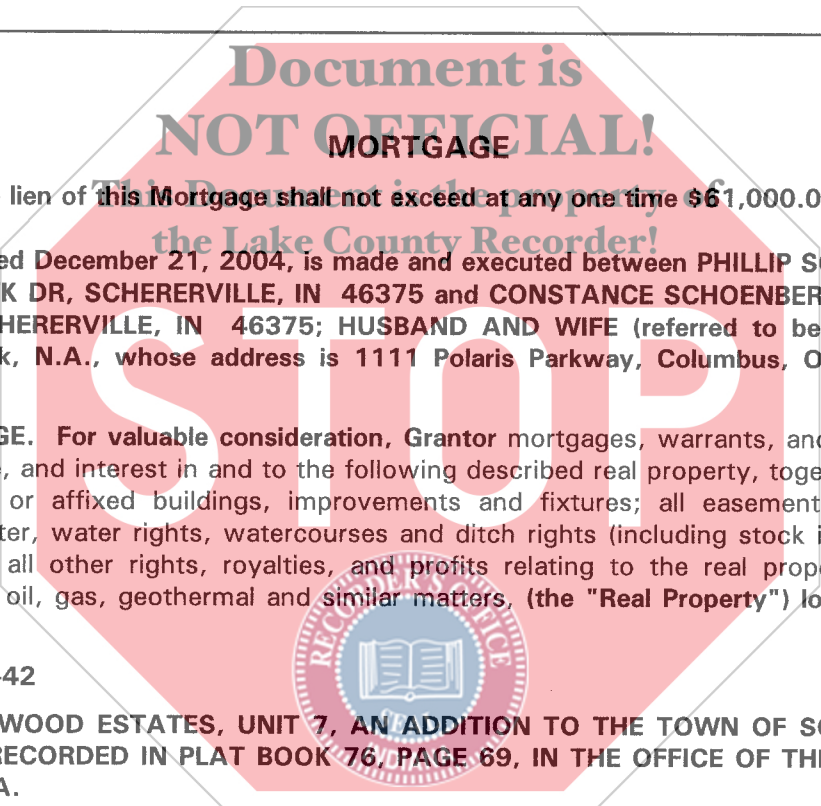 Document is
NOT OFFICIAL!
MORTGAGE
lien of this Mortgage shall not exceed at any one time $61,000.0
This Document is the property of
the Lake County Recorder!
ed December 21, 2004, is made and executed between PHILLIP S
K DR, SCHERERVILLE, IN 46375 and CONSTANCE SCHOENBER
HERERVILLE, IN 46375; HUSBAND AND WIFE (referred to be
k, N.A., whose address is 1111 Polaris Parkway, Columbus, O
STOP
GE. For valuable consideration, Grantor mortgages, warrants, and
, and interest in and to the following described real property, toge
or affixed buildings, improvements and fixtures; all easement
ter, water rights, watercourses and ditch rights (including stock i
all other rights, royalties, and profits relating to the real prop
oil, gas, geothermal and similar matters, (the "Real Property") lo
RECORDER'S OFFICE
SEAL
INDIANA
-42
WOOD ESTATES, UNIT 7, AN ADDITION TO THE TOWN OF SC
RECORDED IN PLAT BOOK 76, PAGE 69, IN THE OFFICE OF THE
A.